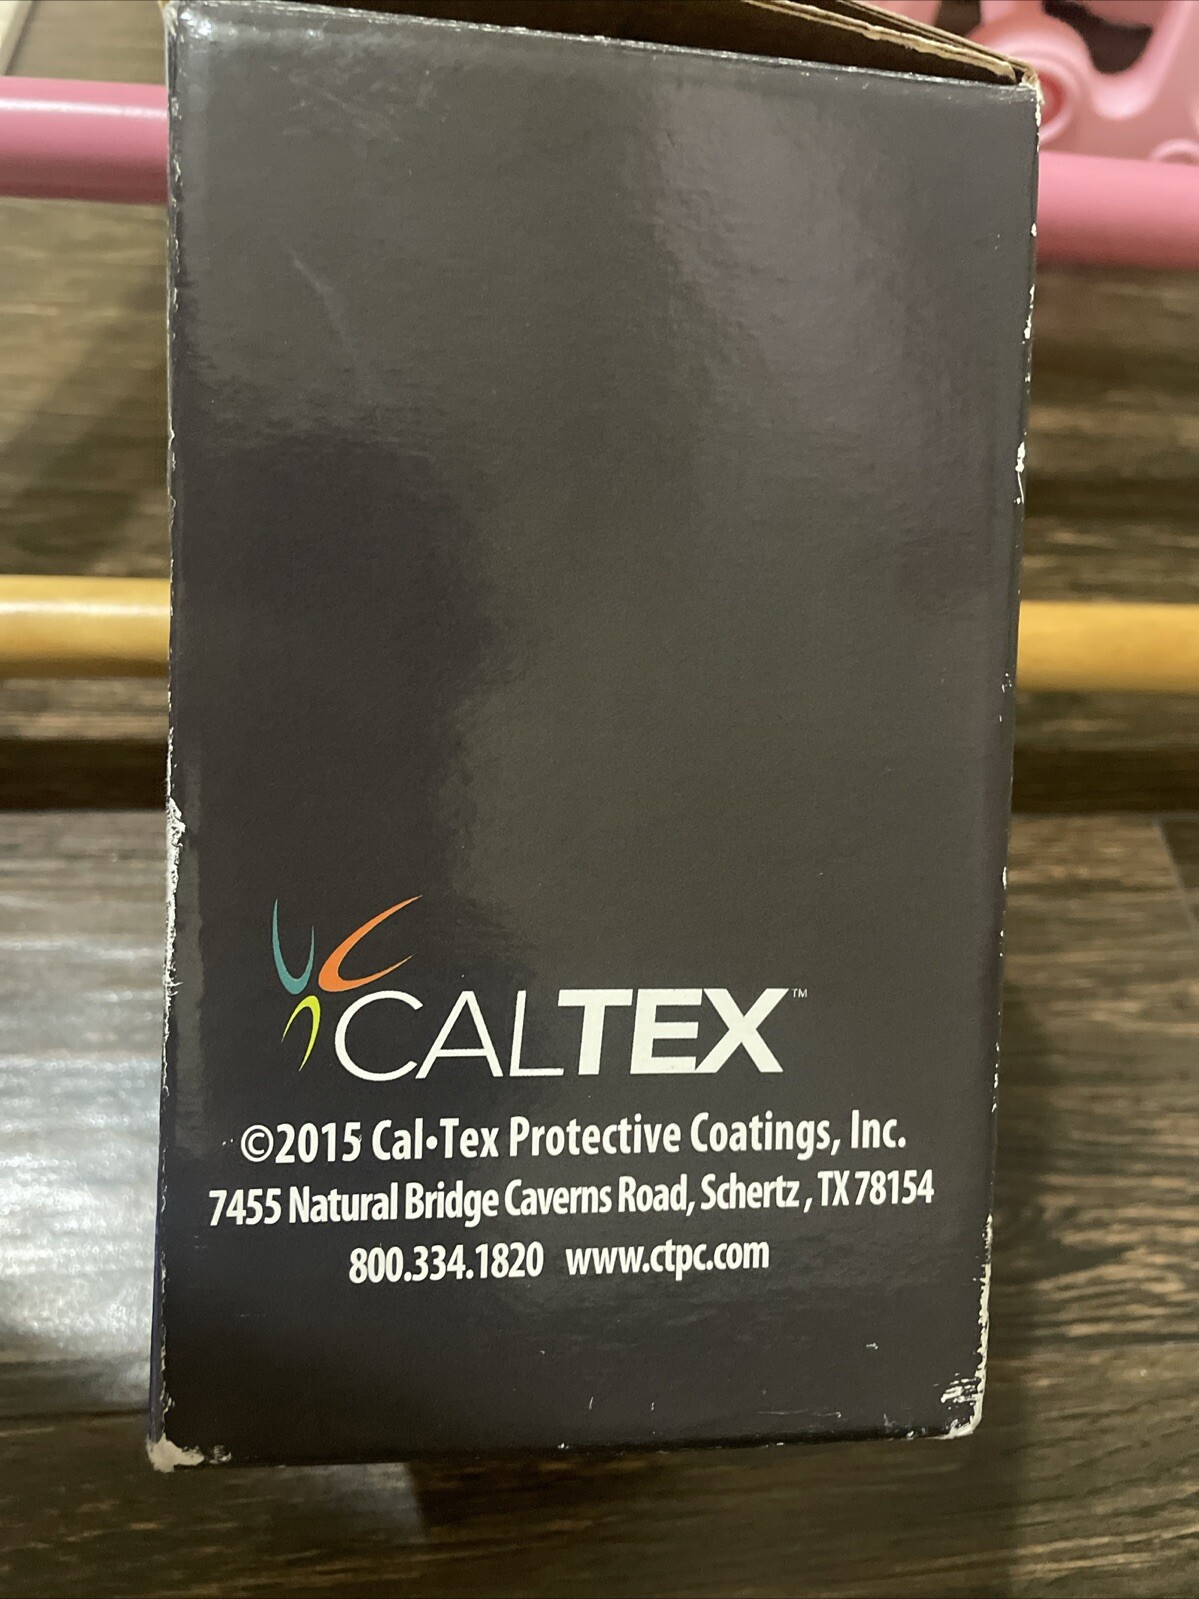 CALTEX™
©2015 Cal•Tex Protective Coatings, Inc.
7455 Natural Bridge Caverns Road, Schertz , TX 78154
800.334.1820 www.ctpc.com